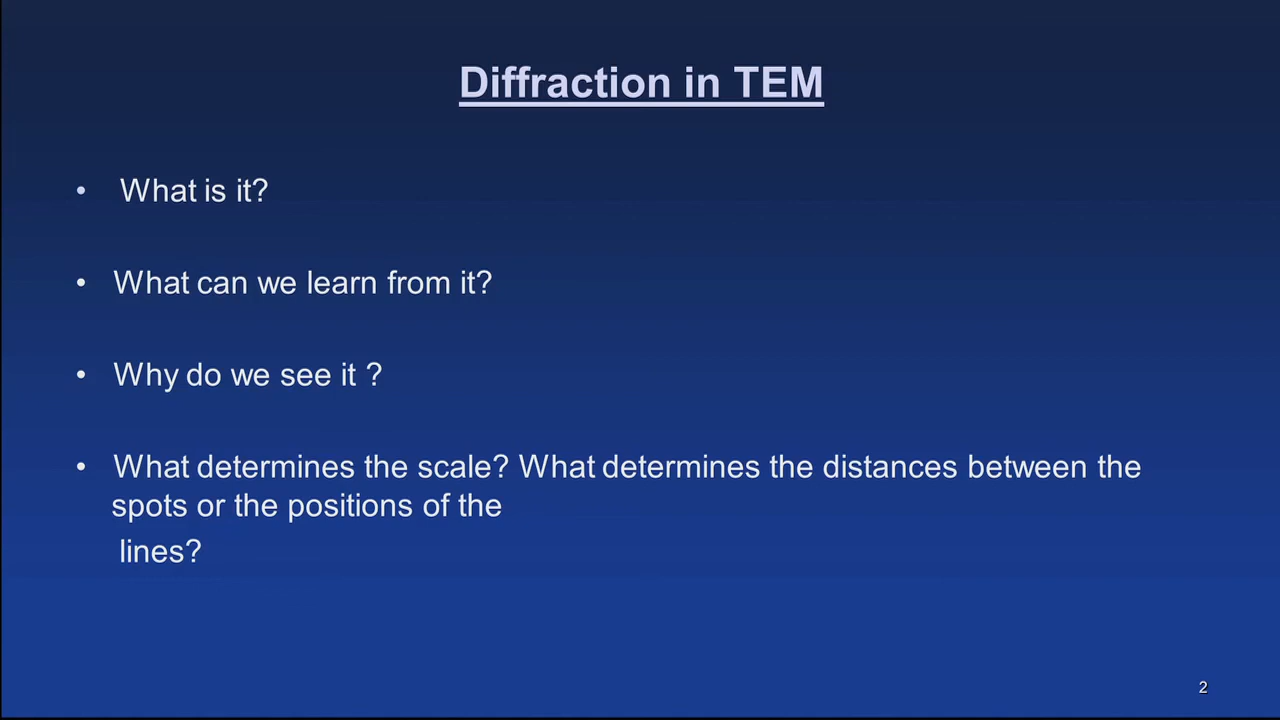 Diffraction in TEM
• What is it?
• What can we learn from it?
• Why do we see it ?
• What determines the scale? What determines the distances between the
spots or the positions of the
lines?
2